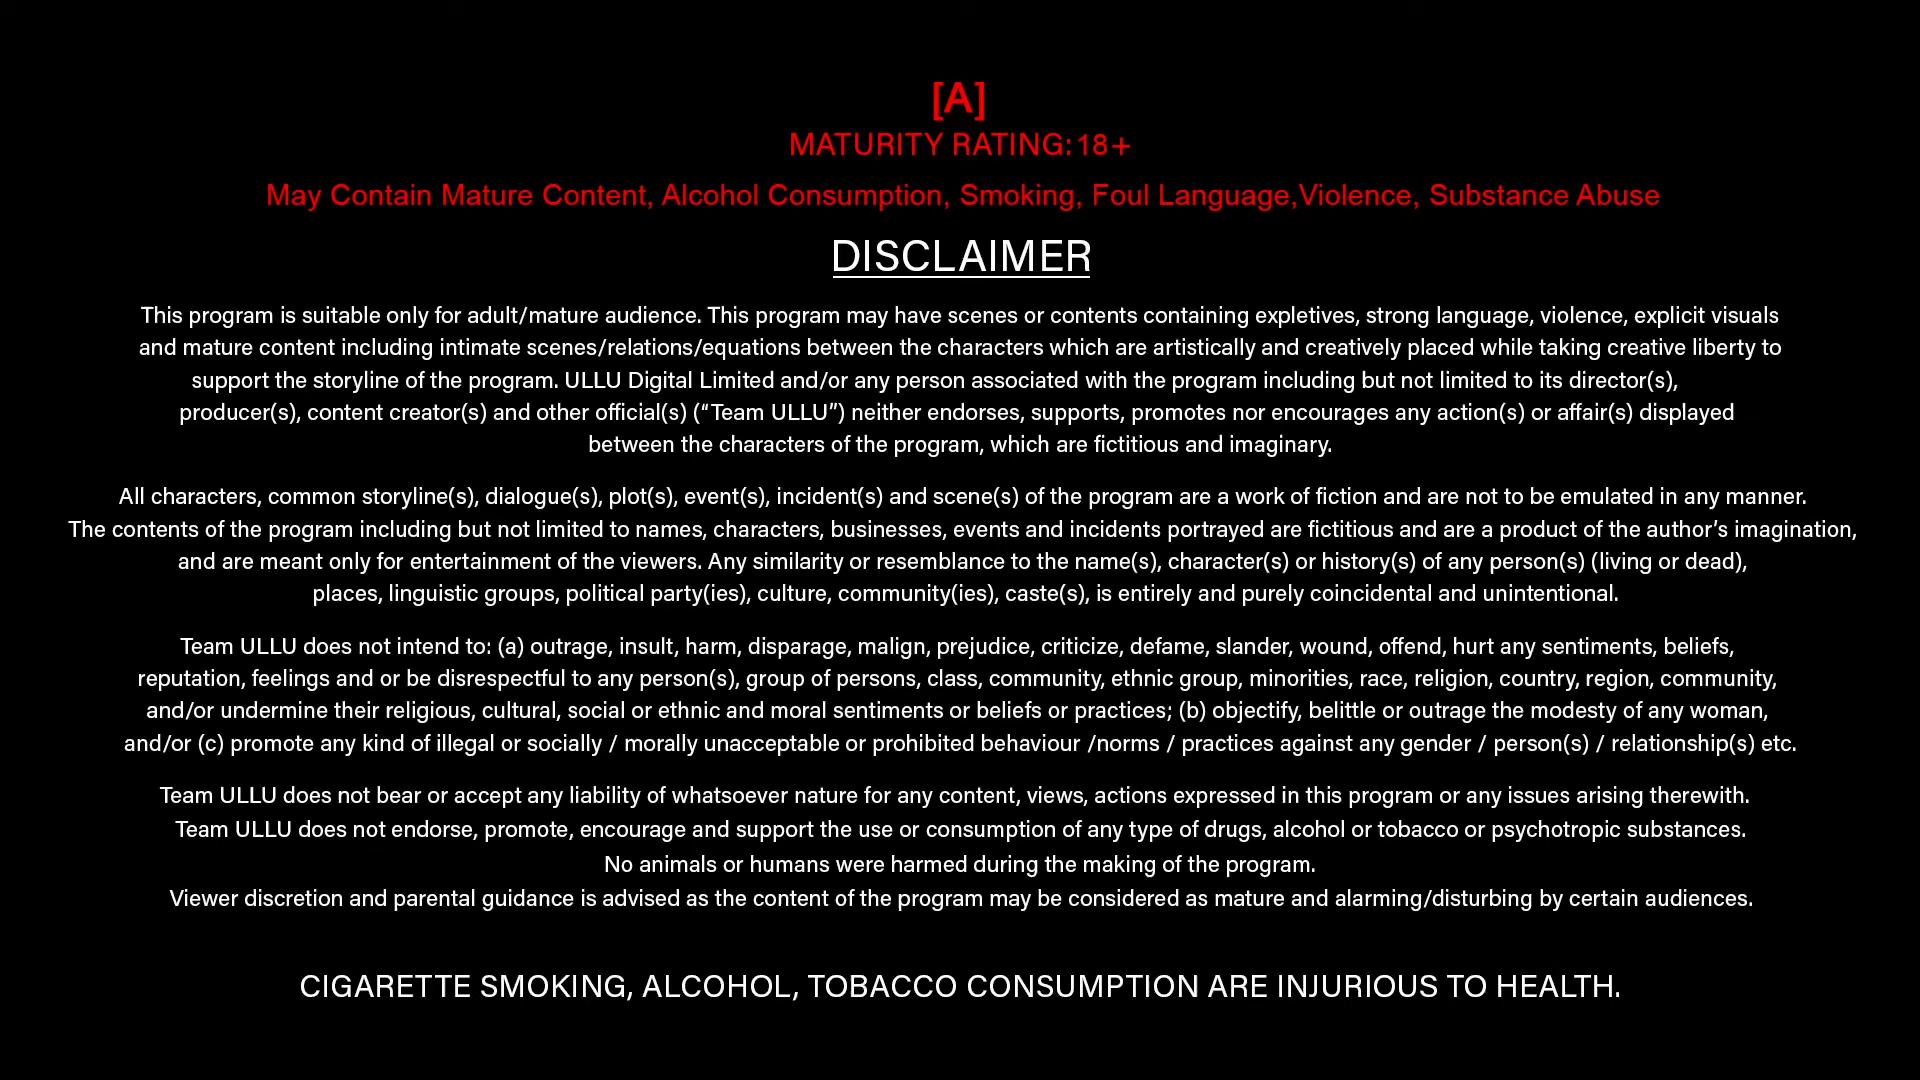 [A]
MATURITY RATING:18+
May Contain Mature Content, Alcohol Consumption, Smoking, Foul Language,Violence, Substance Abuse
DISCLAIMER
This program is suitable only for adult/mature audience. This program may have scenes or contents containing expletives, strong language, violence, explicit visuals
and mature content including intimate scenes/relations/equations between the characters which are artistically and creatively placed while taking creative liberty to
support the storyline of the program. ULLU Digital Limited and/or any person associated with the program including but not limited to its director(s),
producer(s), content creator(s) and other official(s) (“Team ULLU”) neither endorses, supports, promotes nor encourages any action(s) or affair(s) displayed
between the characters of the program, which are fictitious and imaginary.
All characters, common storyline(s), dialogue(s), plot(s), event(s), incident(s) and scene(s) of the program are a work of fiction and are not to be emulated in any manner.
The contents of the program including but not limited to names, characters, businesses, events and incidents portrayed are fictitious and are a product of the author’s imagination,
and are meant only for entertainment of the viewers. Any similarity or resemblance to the name(s), character(s) or history(s) of any person(s) (living or dead),
places, linguistic groups, political party(ies), culture, community(ies), caste(s), is entirely and purely coincidental and unintentional.
Team ULLU does not intend to: (a) outrage, insult, harm, disparage, malign, prejudice, criticize, defame, slander, wound, offend, hurt any sentiments, beliefs,
reputation, feelings and or be disrespectful to any person(s), group of persons, class, community, ethnic group, minorities, race, religion, country, region, community,
and/or undermine their religious, cultural, social or ethnic and moral sentiments or beliefs or practices; (b) objectify, belittle or outrage the modesty of any woman,
and/or (c) promote any kind of illegal or socially / morally unacceptable or prohibited behaviour /norms / practices against any gender / person(s) / relationship(s) etc.
Team ULLU does not bear or accept any liability of whatsoever nature for any content, views, actions expressed in this program or any issues arising therewith.
Team ULLU does not endorse, promote, encourage and support the use or consumption of any type of drugs, alcohol or tobacco or psychotropic substances.
No animals or humans were harmed during the making of the program.
Viewer discretion and parental guidance is advised as the content of the program may be considered as mature and alarming/disturbing by certain audiences.
CIGARETTE SMOKING, ALCOHOL, TOBACCO CONSUMPTION ARE INJURIOUS TO HEALTH.